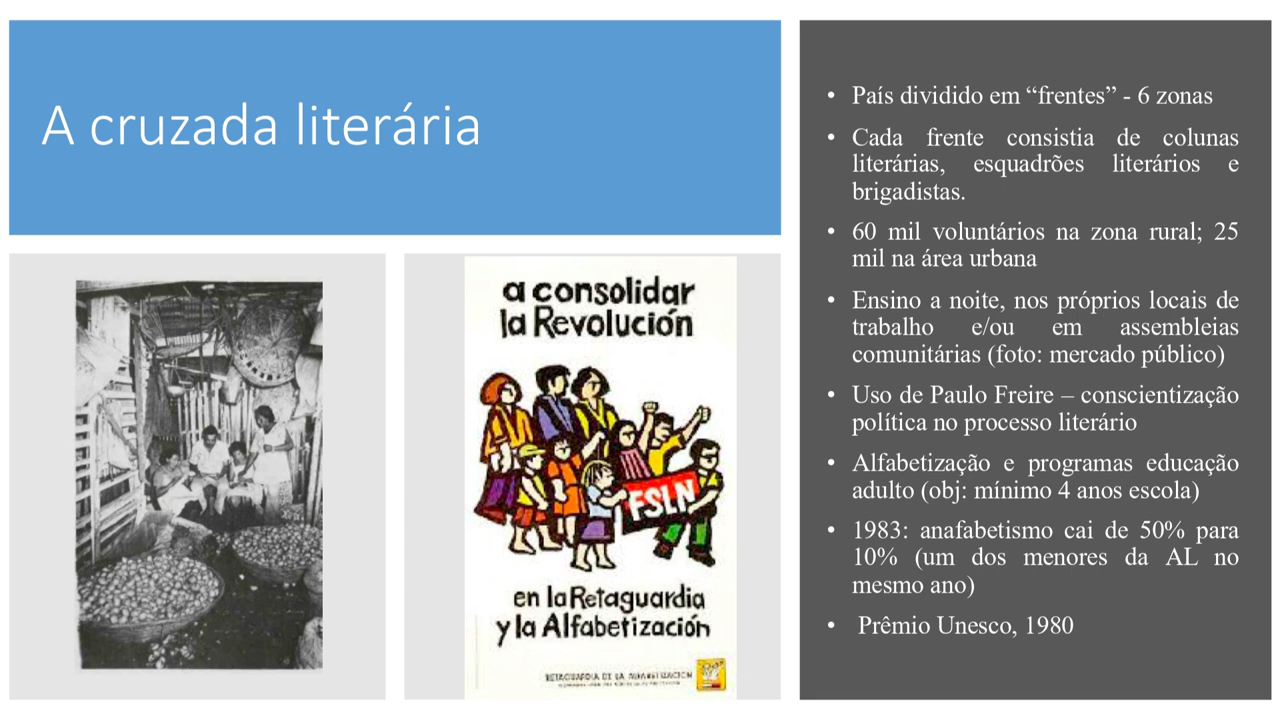 A cruzada literária
a consolidar
la Revolución
FSLN
en la Retaguardia
y la Alfabetización
RETAGUARDIA DE LA ALFABETIZACION
• País dividido em “frentes” - 6 zonas
• Cada frente consistia de colunas
literárias, esquadrões literários e
brigadistas.
• 60 mil voluntários na zona rural; 25
mil na área urbana
• Ensino a noite, nos próprios locais de
trabalho e/ou em assembleias
comunitárias (foto: mercado público)
• Uso de Paulo Freire – conscientização
política no processo literário
• Alfabetização e programas educação
adulto (obj: mínimo 4 anos escola)
• 1983: anafabetismo cai de 50% para
10% (um dos menores da AL no
mesmo ano)
• Prêmio Unesco, 1980